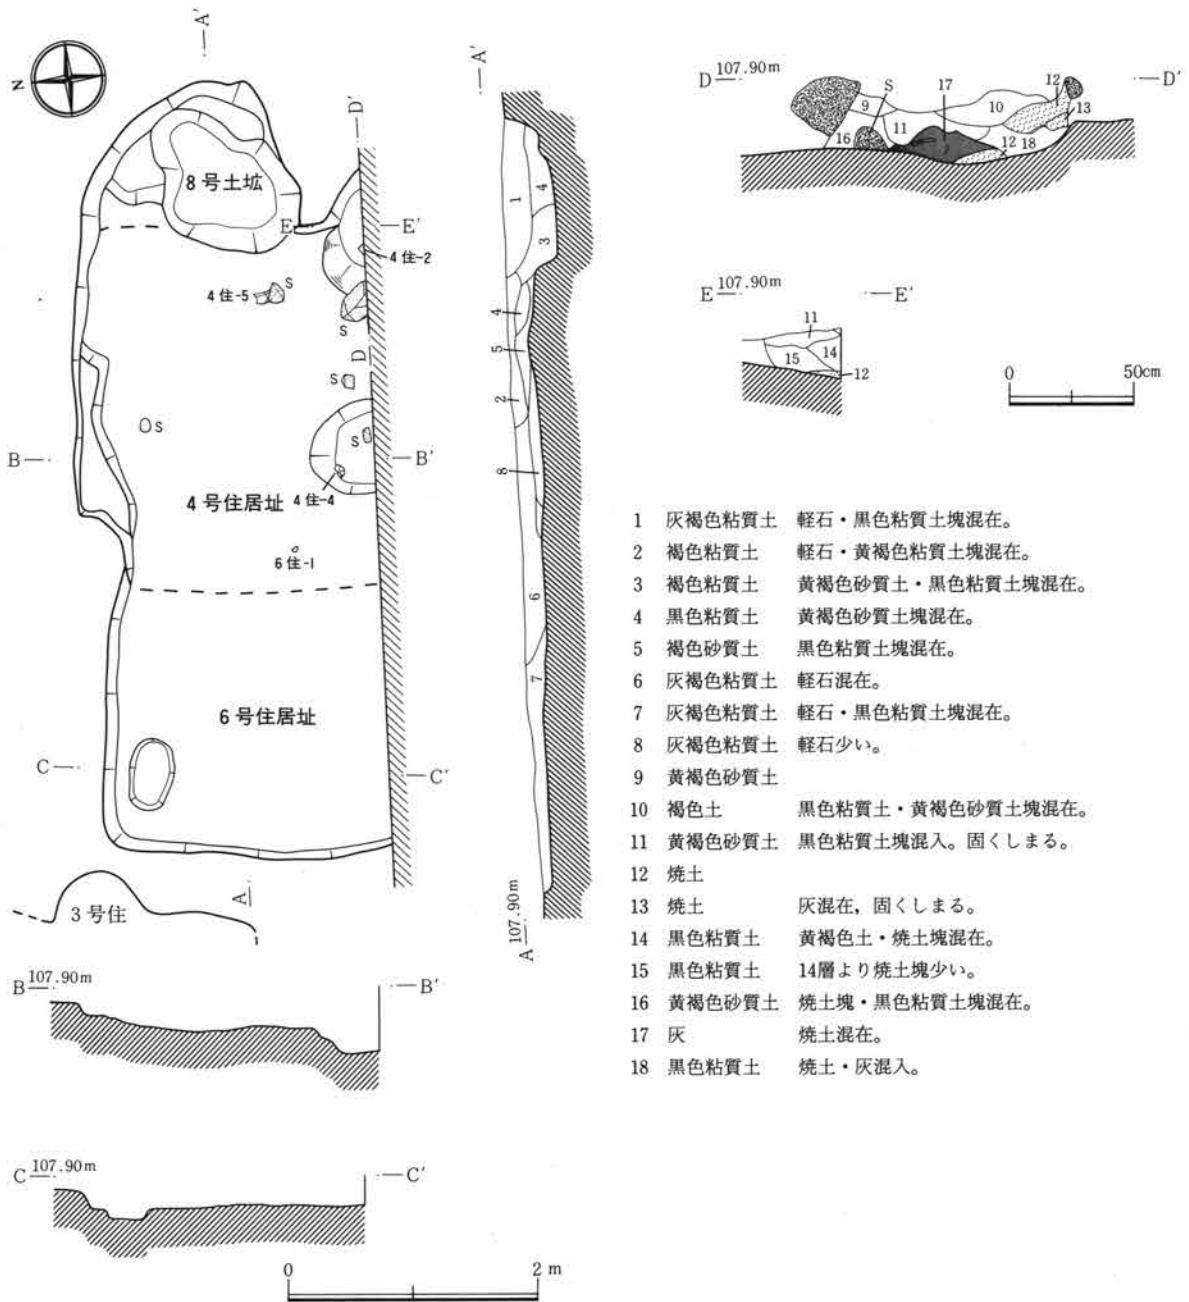 A'
N
D'
8号土拡
E
E'
4住-2
4住-5
S
S
D
S
S
S
B
B'
4号住居址
4住-4
6住-1
6号住居址
C
C'
A
3号住
A'
1
4
3
4
5
2
8
6
7
A 107.90m
D 107.90m
D'
S
17
12
9
10
13
16
11
12
18
E 107.90m
E'
11
15
14
12
0 50cm
1 灰褐色粘質土 軽石・黒色粘質土塊混在。
2 褐色粘質土 軽石・黄褐色粘質土塊混在。
3 褐色粘質土 黄褐色砂質土・黒色粘質土塊混在。
4 黒色粘質土 黄褐色砂質土塊混在。
5 褐色砂質土 黒色粘質土塊混在。
6 灰褐色粘質土 軽石混在。
7 灰褐色粘質土 軽石・黒色粘質土塊混在。
8 灰褐色粘質土 軽石少い。
9 黄褐色砂質土
10 褐色土 黒色粘質土・黄褐色砂質土塊混在。
11 黄褐色砂質土 黒色粘質土塊混入。固くしまる。
12 焼土
13 焼土 灰混在，固くしまる。
14 黒色粘質土 黄褐色土・焼土塊混在。
15 黒色粘質土 14層より焼土塊少い。
16 黄褐色砂質土 焼土塊・黒色粘質土塊混在。
17 灰 焼土混在。
18 黒色粘質土 焼土・灰混入。
B 107.90m
B'
C 107.90m
C'
0 2m